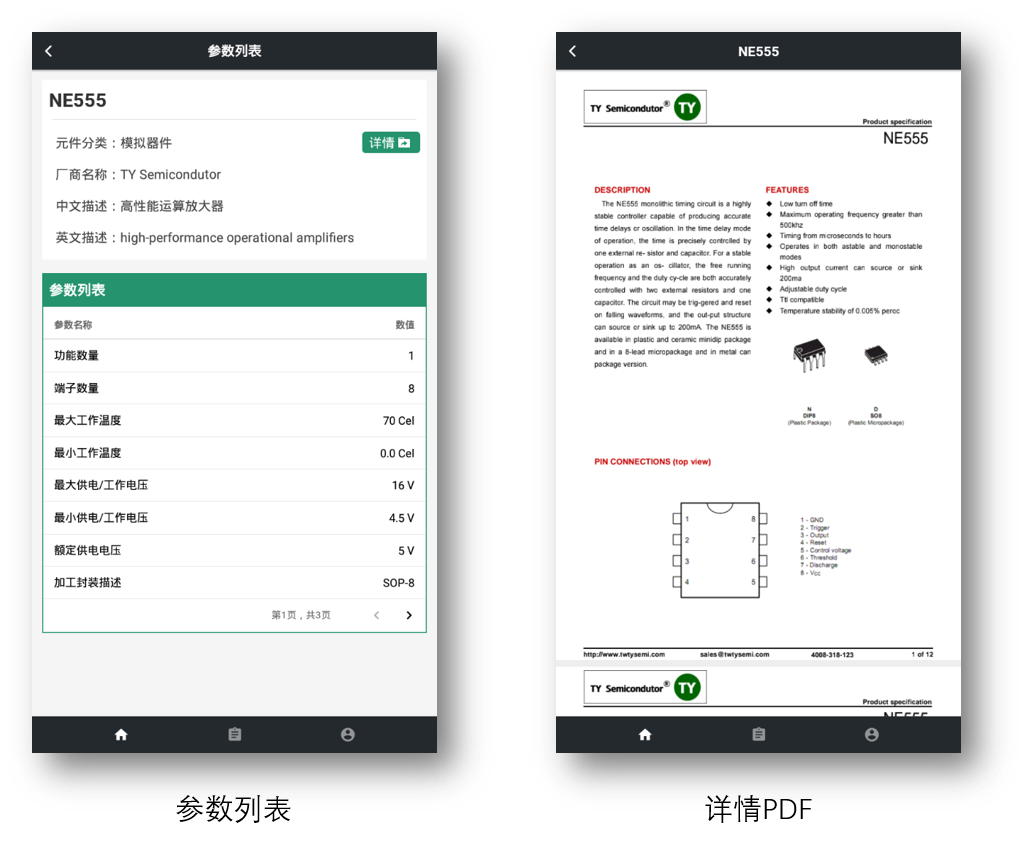 参数列表
NE555
元件分类：模拟器件
详情
厂商名称：TY Semicondutor
中文描述：高性能运算放大器
英文描述：high-performance operational amplifiers
参数列表
参数名称 数值
功能数量 1
端子数量 8
最大工作温度 70 Cel
最小工作温度 0.0 Cel
最大供电/工作电压 16 V
最小供电/工作电压 4.5 V
额定供电电压 5 V
加工封装描述 SOP-8
第1页，共3页
参数列表
NE555
TY Semicondutor® TY
Product specification
NE555
DESCRIPTION
The NE555 monolithic timing circuit is a highly
stable controller capable of producing accurate
time delays or oscillation. In the time delay mode
of operation, the time is precisely controlled by
one external re- sistor and capacitor. For a stable
operation as an os- cillator, the free running
frequency and the duty cy-cle are both accurately
controlled with two external resistors and one
capacitor. The circuit may be trig-gered and reset
on falling waveforms, and the out-put structure
can source or sink up to 200mA. The NE555 is
available in plastic and ceramic minidip package
and in a 8-lead micropackage and in metal can
package version.
FEATURES
◆ Low turn off time
◆ Maximum operating frequency greater than
500khz
◆ Timing from microseconds to hours
◆ Operates in both astable and monostable
modes
◆ High output current can source or sink
200ma
◆ Adjustable duty cycle
◆ Ttl compatible
◆ Temperature stability of 0.005% peroc
N
DIP8
(Plastic Package)
D
SO8
(Plastic Micropackage)
PIN CONNECTIONS (top view)
1 8
2 7
3 6
4 5
1 - GND
2 - Trigger
3 - Output
4 - Reset
5 - Control voltage
6 - Threshold
7 - Discharge
8 - Vcc
http://www.twtysemi.com sales@twtysemi.com 4008-318-123 1 of 12
TY Semicondutor® TY
Product specification
NE555
详情PDF